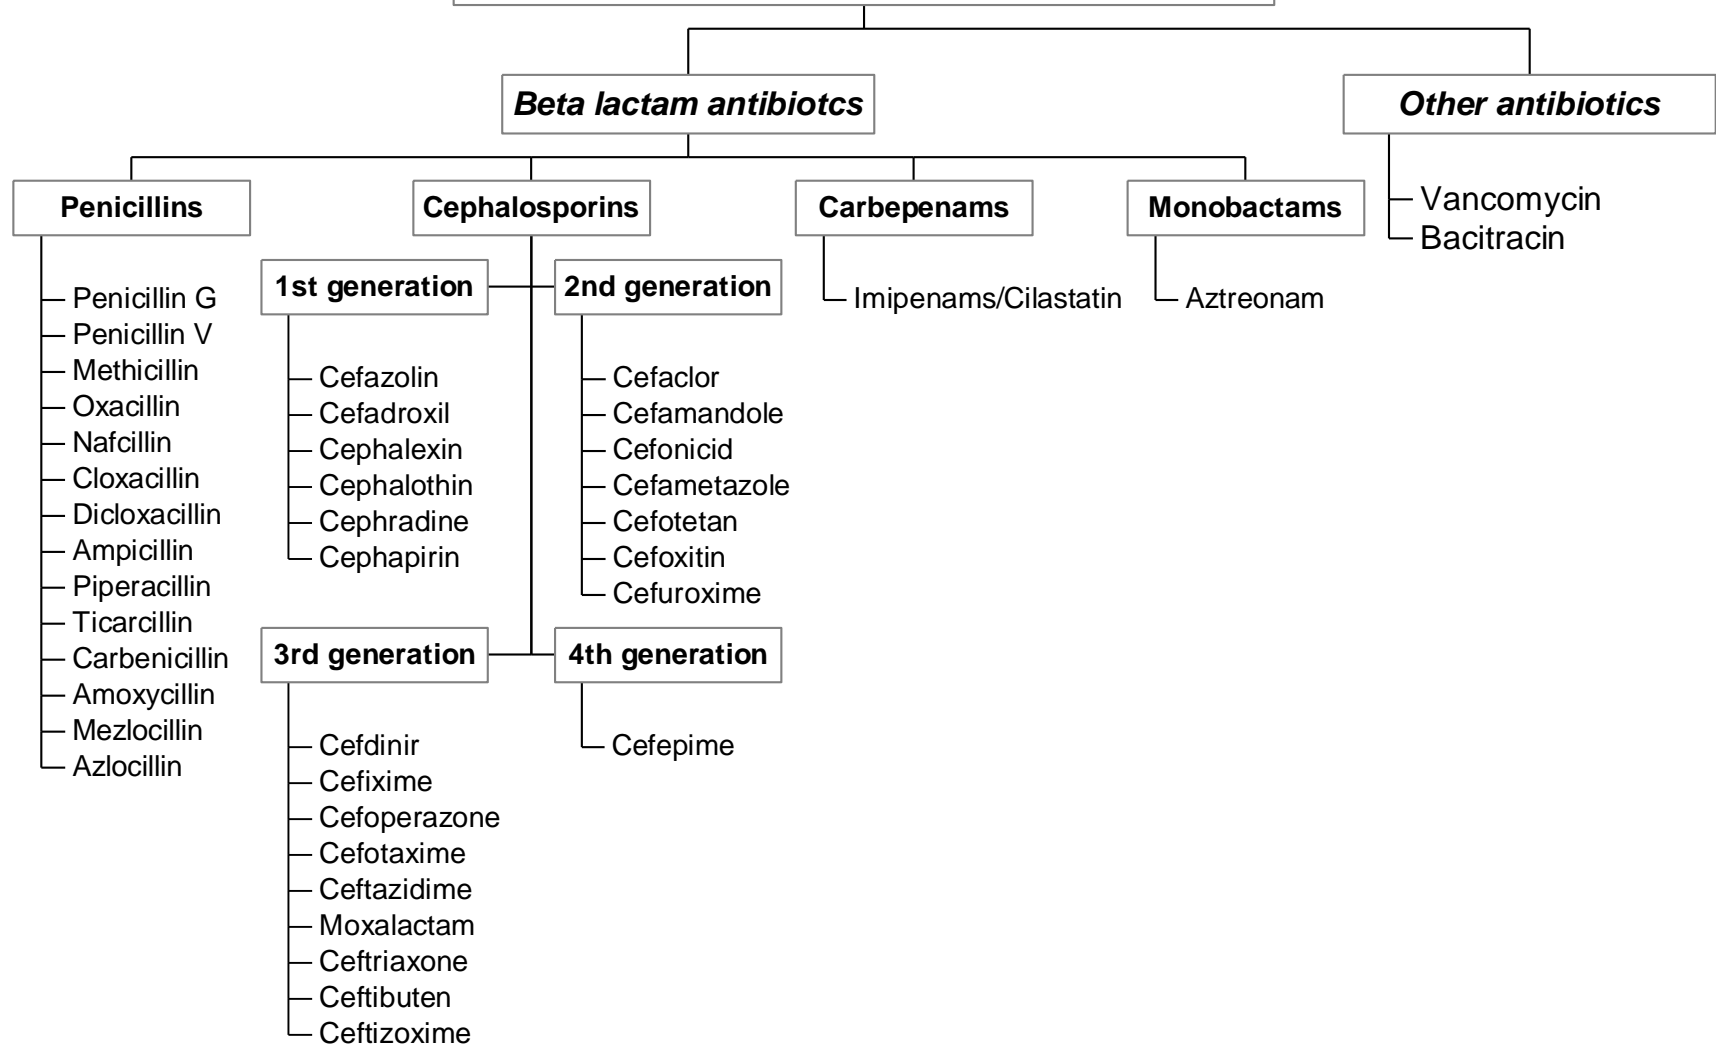 Beta lactam antibiotcs
Other antibiotics
Vancomycin
Bacitracin
Penicillins
Cephalosporins
Carbepenams
Monobactams
Penicillin G
Penicillin V
Methicillin
Oxacillin
Nafcillin
Cloxacillin
Dicloxacillin
Ampicillin
Piperacillin
Ticarcillin
Carbenicillin
Amoxycillin
Mezlocillin
Azlocillin
1st generation
Cefazolin
Cefadroxil
Cephalexin
Cephalothin
Cephradine
Cephapirin
2nd generation
Cefaclor
Cefamandole
Cefonicid
Cefametazole
Cefotetan
Cefoxitin
Cefuroxime
3rd generation
Cefdinir
Cefixime
Cefoperazone
Cefotaxime
Ceftazidime
Moxalactam
Ceftriaxone
Ceftibuten
Ceftizoxime
4th generation
Cefepime
Imipenams/Cilastatin
Aztreonam